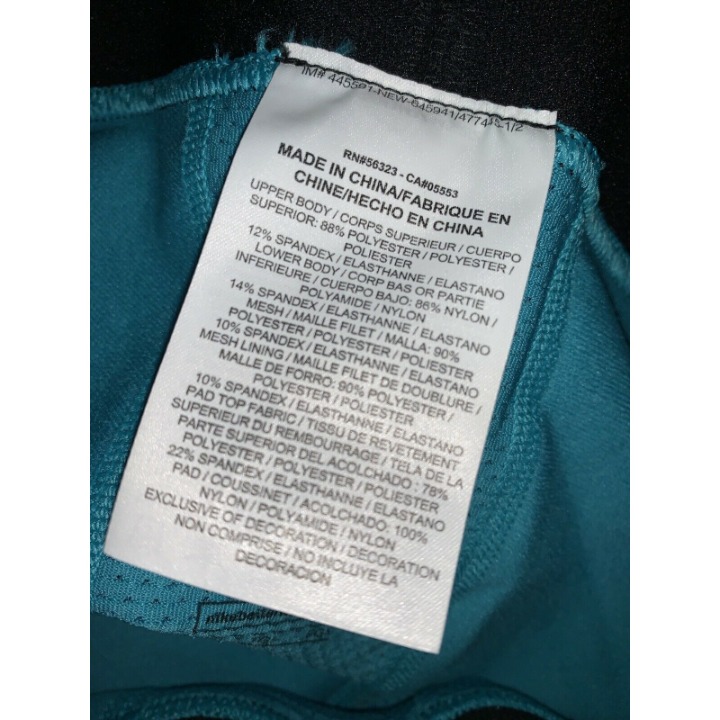 RN#56323 - CA#05553
MADE IN CHINA/FABRIQUE EN
CHINE/HECHO EN CHINA
UPPER BODY / CORPS SUPERIEUR / CUERPO
SUPERIOR: 88% POLYESTER / POLYESTER /
POLIESTER
12% SPANDEX / ELASTHANNE / ELASTANO
LOWER BODY / CORP BAS OR PARTIE
INFERIEURE / CUERPO BAJO: 86% NYLON /
POLYAMIDE / NYLON
14% SPANDEX / ELASTHANNE / ELASTANO
MESH / MAILLE FILET / MALLA: 90%
POLYESTER / POLYESTER / POLIESTER
10% SPANDEX / ELASTHANNE / ELASTANO
MESH LINING / MAILLE FILET DE DOUBLURE /
MALLE DE FORRO: 90% POLYESTER /
POLYESTER / POLIESTER
10% SPANDEX / ELASTHANNE / ELASTANO
PAD TOP FABRIC / TISSU DE REVETEMENT
SUPERIEUR DU REMBOURRAGE / TELA DE LA
PARTE SUPERIOR DEL ACOLCHADO : 78%
POLYESTER / POLYESTER / POLIESTER
22% SPANDEX / ELASTHANNE / ELASTANO
PAD / COUSSINET / ACOLCHADO: 100%
NYLON / POLYAMIDE / NYLON
EXCLUSIVE OF DECORATION / DECORATION
NON COMPRISE / NO INCLUYE LA
DECORACION